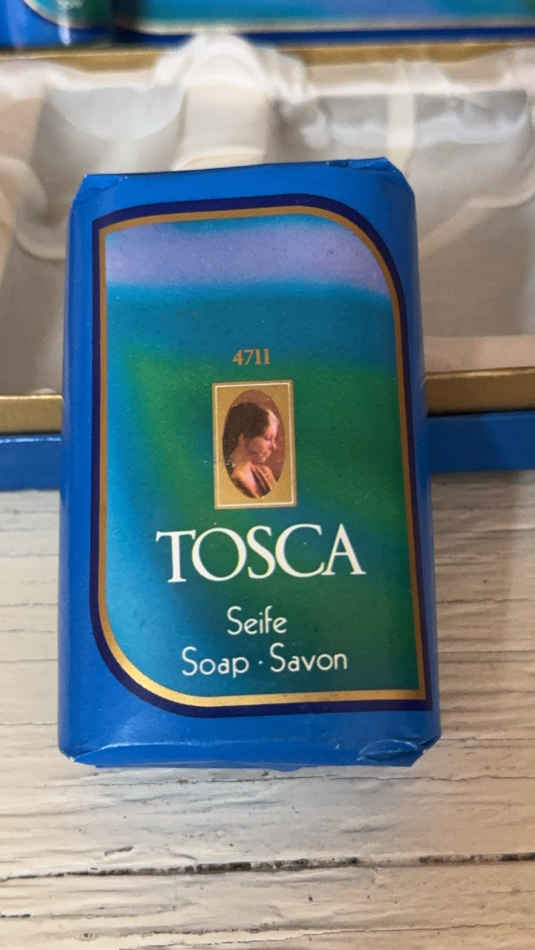 4711
TOSCA
Seife
Soap · Savon